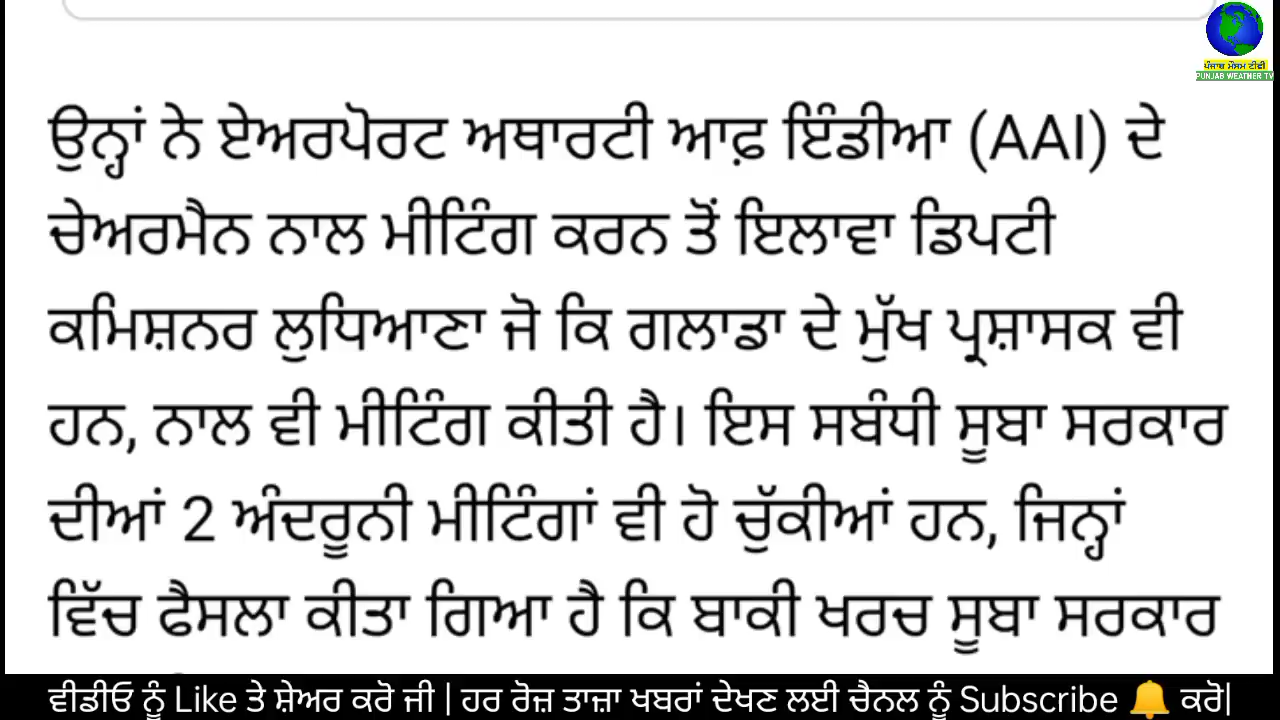 ਪੰਜਾਬ ਮੌਸਮ ਟੀਵੀ
PUNJAB WEATHER TV
ਉਨ੍ਹਾਂ ਨੇ ਏਅਰਪੋਰਟ ਅਥਾਰਟੀ ਆਫ਼ ਇੰਡੀਆ (AAI) ਦੇ
ਚੇਅਰਮੈਨ ਨਾਲ ਮੀਟਿੰਗ ਕਰਨ ਤੋਂ ਇਲਾਵਾ ਡਿਪਟੀ
ਕਮਿਸ਼ਨਰ ਲੁਧਿਆਣਾ ਜੋ ਕਿ ਗਲਾਡਾ ਦੇ ਮੁੱਖ ਪ੍ਰਸ਼ਾਸਕ ਵੀ
ਹਨ, ਨਾਲ ਵੀ ਮੀਟਿੰਗ ਕੀਤੀ ਹੈ। ਇਸ ਸਬੰਧੀ ਸੂਬਾ ਸਰਕਾਰ
ਦੀਆਂ 2 ਅੰਦਰੂਨੀ ਮੀਟਿੰਗਾਂ ਵੀ ਹੋ ਚੁੱਕੀਆਂ ਹਨ, ਜਿਨ੍ਹਾਂ
ਵਿੱਚ ਫੈਸਲਾ ਕੀਤਾ ਗਿਆ ਹੈ ਕਿ ਬਾਕੀ ਖਰਚ ਸੂਬਾ ਸਰਕਾਰ
ਵੀਡੀਓ ਨੂੰ Like ਤੇ ਸ਼ੇਅਰ ਕਰੋ ਜੀ | ਹਰ ਰੋਜ਼ ਤਾਜ਼ਾ ਖਬਰਾਂ ਦੇਖਣ ਲਈ ਚੈਨਲ ਨੂੰ Subscribe 🔔 ਕਰੋ|